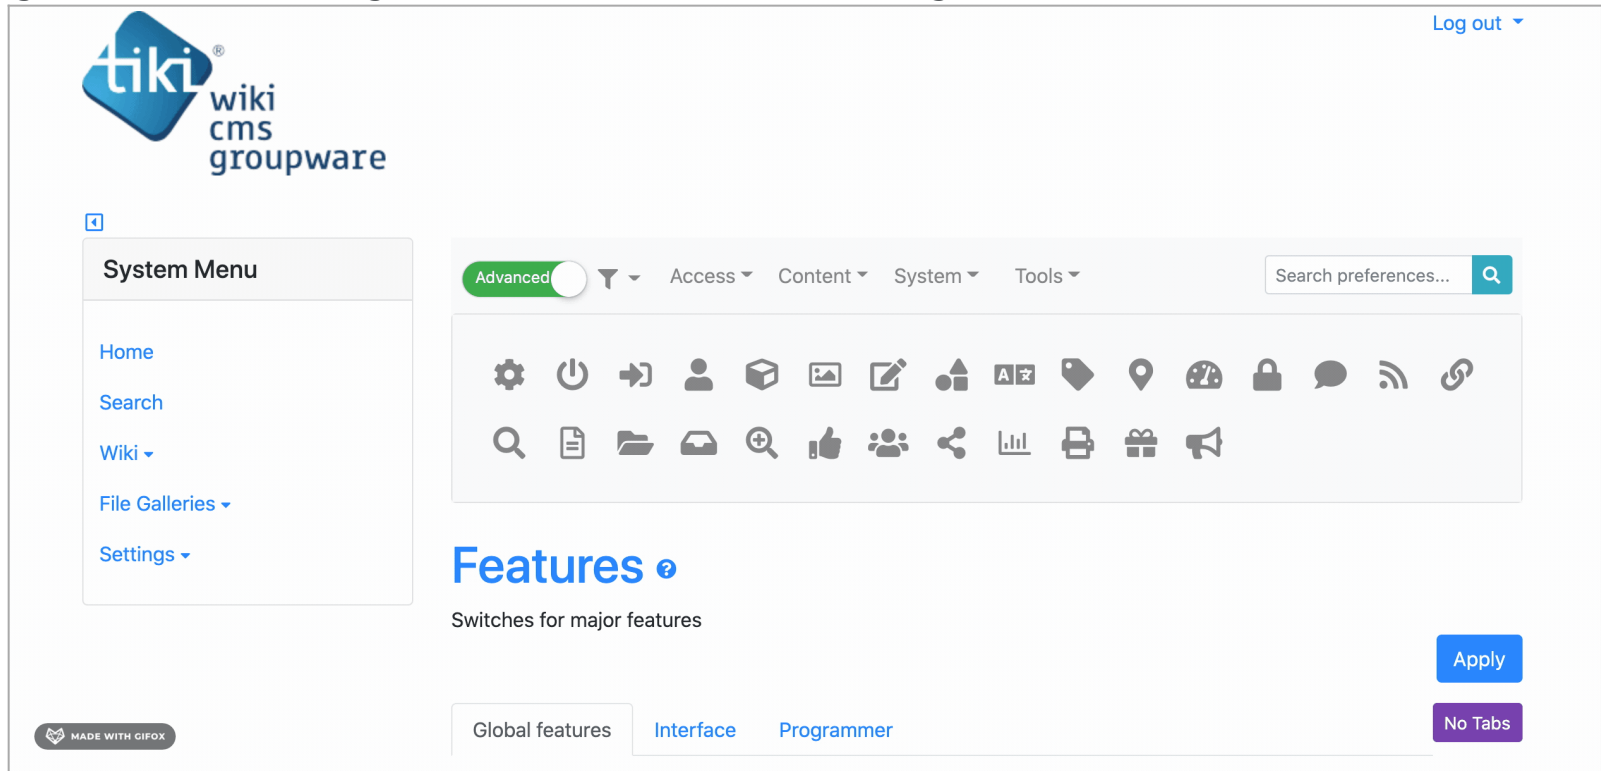 Log out
tiki®
wiki
cms
groupware
System Menu
Home
Search
Wiki
File Galleries
Settings
Advanced
Access
Content
System
Tools
Search preferences...
A
Features ?
Switches for major features
Apply
Global features
Interface
Programmer
No Tabs
MADE WITH GIFOX